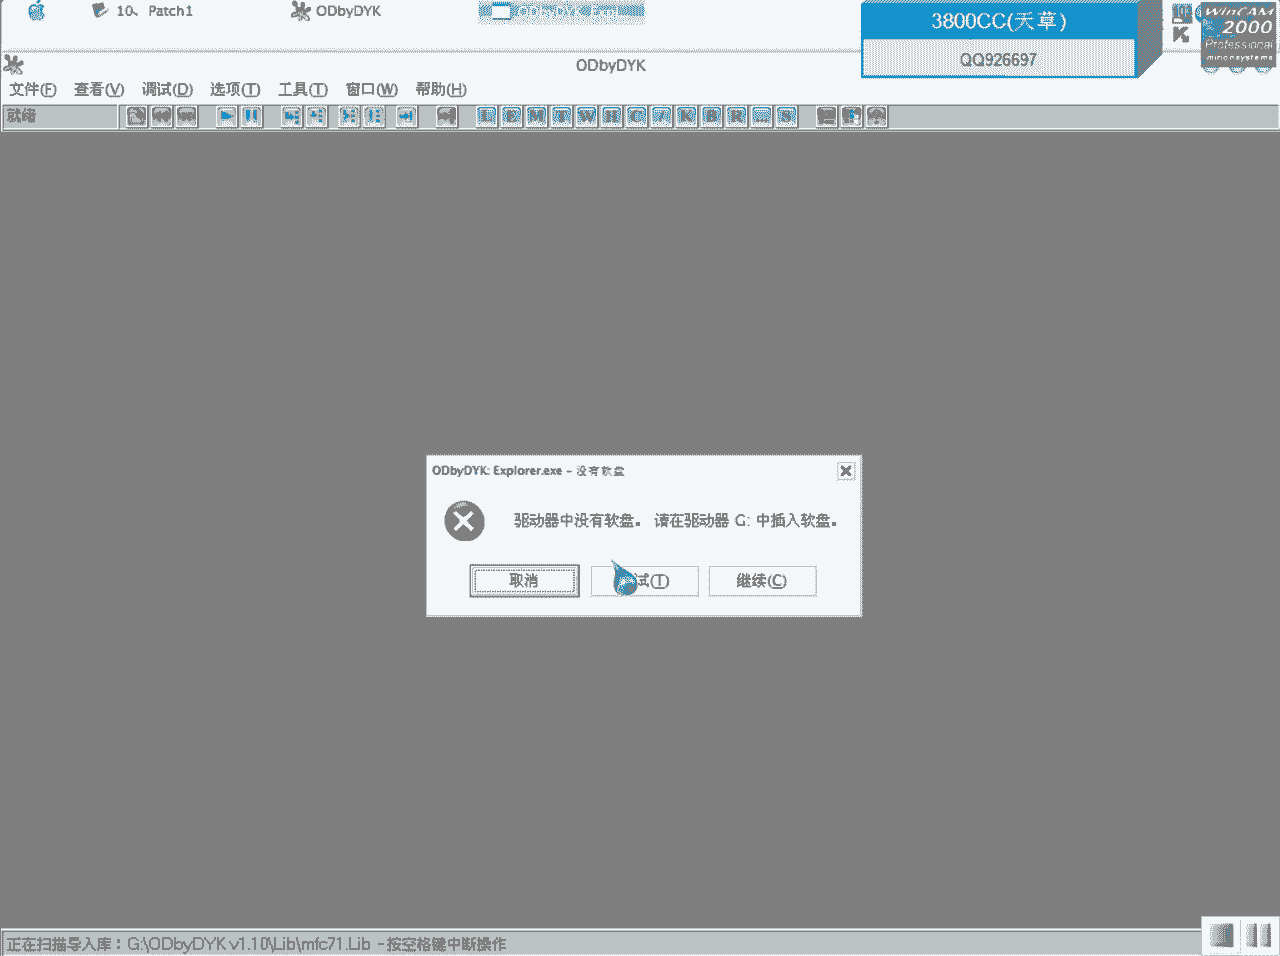 10、Patch1
ODbyDYK
3800CC(天草)
QQ926697
WinCAM
2000
Professional
minonsystems
ODbyDYK
文件(F) 查看(V) 调试(D) 选项(T) 工具(T) 窗口(W) 帮助(H)
就绪
L E M T W H C / K B R ... S
ODbyDYK: Explorer.exe - 没有软盘
驱动器中没有软盘。 请在驱动器 G: 中插入软盘。
取消
试(T)
继续(C)
正在扫描导入库：G:\ODbyDYK v1.10\Lib\mfc71.Lib - 按空格键中断操作